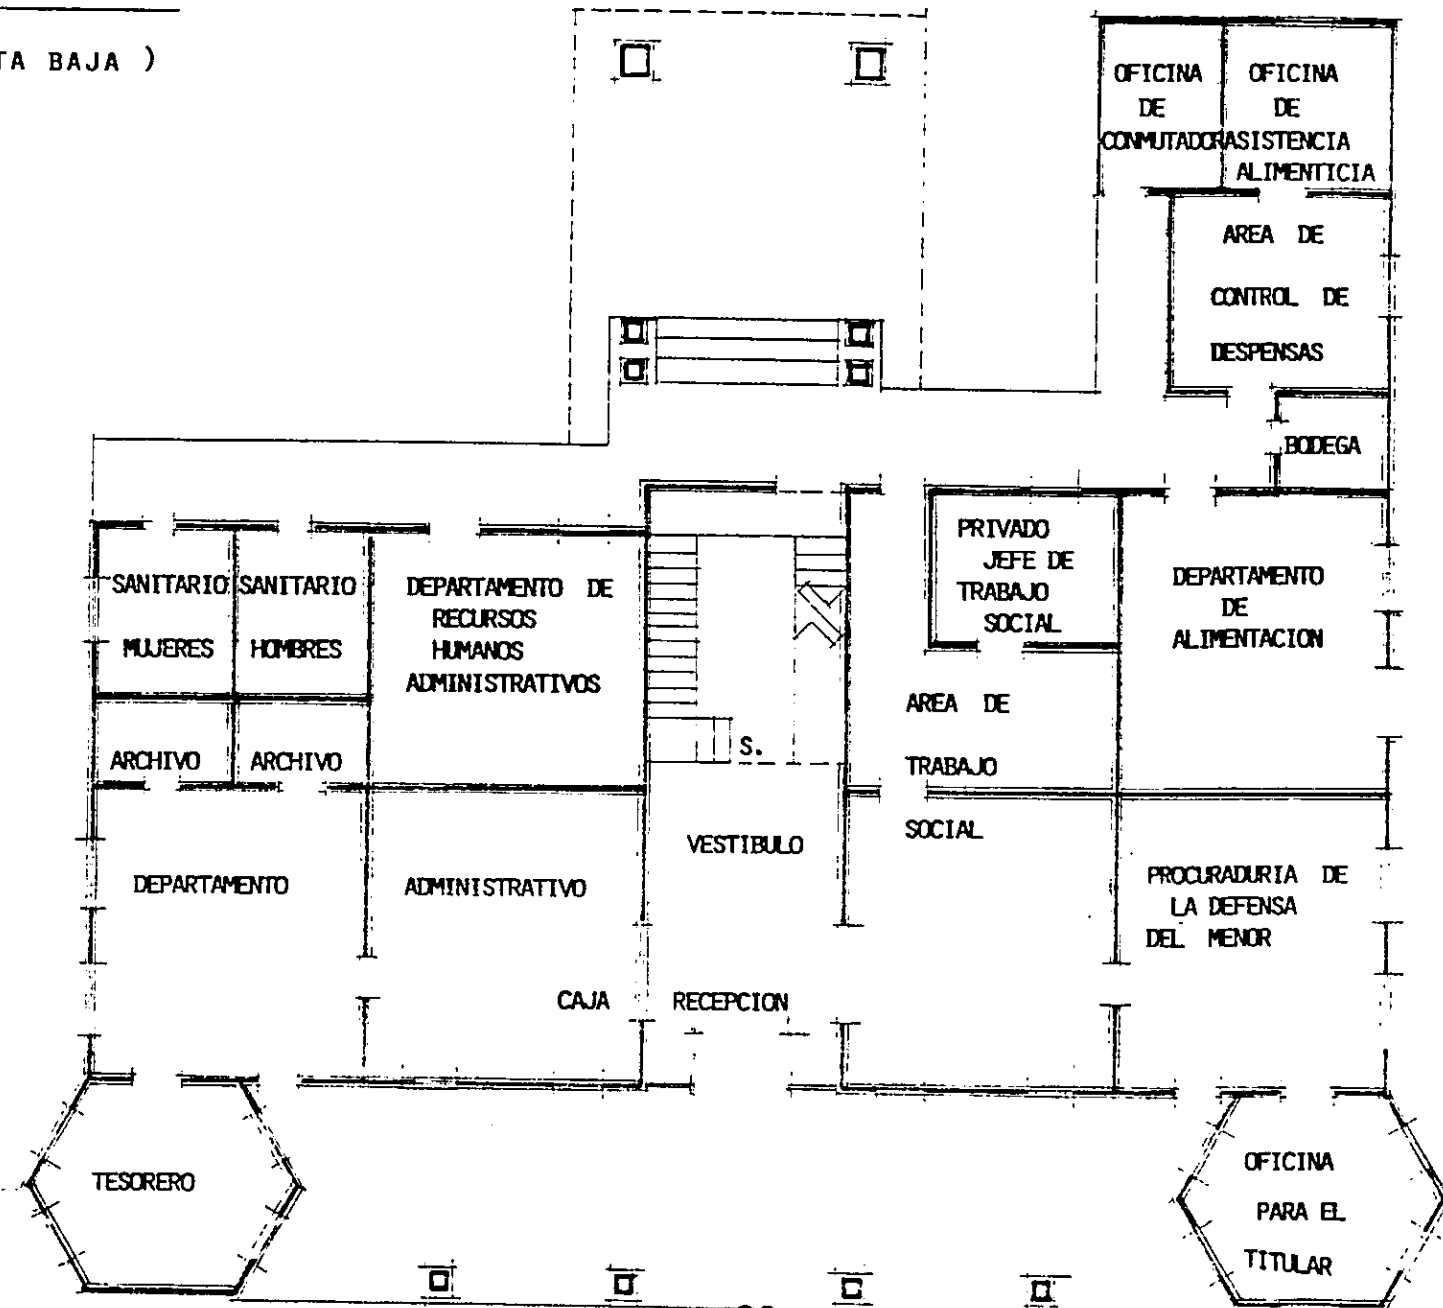 TA BAJA )
OFICINA
DE
CONMUTADOR
OFICINA
DE
ASISTENCIA
ALIMENTICIA
AREA DE
CONTROL DE
DESPENSAS
BODEGA
SANITARIO
MUJERES
SANITARIO
HOMBRES
DEPARTAMENTO DE
RECURSOS
HUMANOS
ADMINISTRATIVOS
PRIVADO
JEFE DE
TRABAJO
SOCIAL
DEPARTAMENTO
DE
ALIMENTACION
ARCHIVO
ARCHIVO
S.
AREA DE
TRABAJO
SOCIAL
VESTIBULO
DEPARTAMENTO
ADMINISTRATIVO
PROCURADURIA DE
LA DEFENSA
DEL MENOR
CAJA
RECEPCION
TESORERO
OFICINA
PARA EL
TITULAR